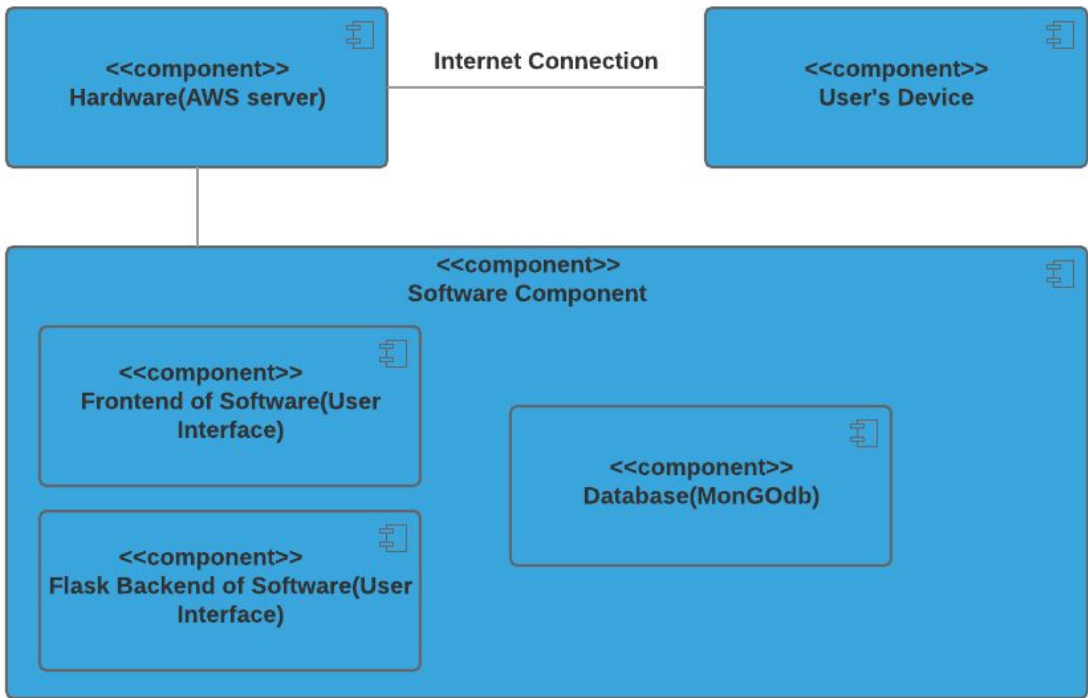 <<component>>
Hardware(AWS server)
Internet Connection
<<component>>
User's Device
<<component>>
Software Component
<<component>>
Frontend of Software(User
Interface)
<<component>>
Database(MonGOdb)
<<component>>
Flask Backend of Software(User
Interface)